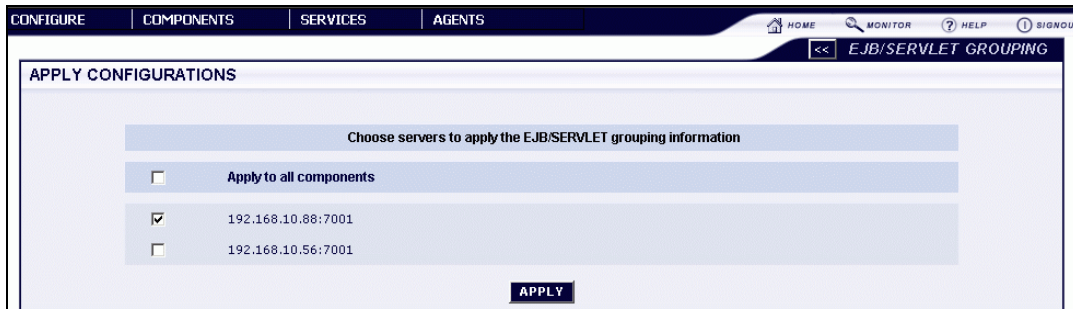 CONFIGURE COMPONENTS SERVICES AGENTS HOME MONITOR ? HELP SIGNOU
<< EJB/SERVLET GROUPING
APPLY CONFIGURATIONS
Choose servers to apply the EJB/SERVLET grouping information
Apply to all components
192.168.10.88:7001
192.168.10.56:7001
APPLY